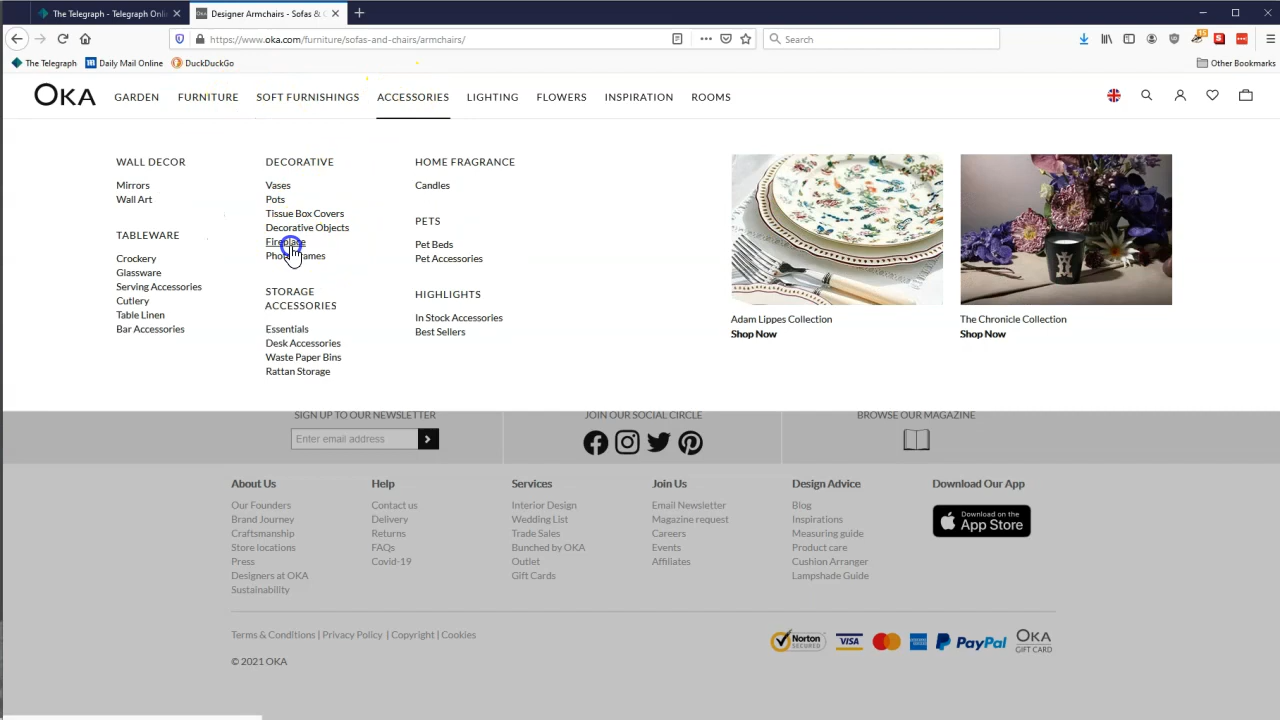 The Telegraph - Telegraph Onli
Designer Armchairs - Sofas & C
https://www.oka.com/furniture/sofas-and-chairs/armchairs/
Search
15
The Telegraph
Daily Mail Online
DuckDuckGo
Other Bookmarks
OKA
GARDEN
FURNITURE
SOFT FURNISHINGS
ACCESSORIES
LIGHTING
FLOWERS
INSPIRATION
ROOMS
WALL DECOR
Mirrors
Wall Art
TABLEWARE
Crockery
Glassware
Serving Accessories
Cutlery
Table Linen
Bar Accessories
DECORATIVE
Vases
Pots
Tissue Box Covers
Decorative Objects
Fireplace
Photo Frames
STORAGE
ACCESSORIES
Essentials
Desk Accessories
Waste Paper Bins
Rattan Storage
HOME FRAGRANCE
Candles
PETS
Pet Beds
Pet Accessories
HIGHLIGHTS
In Stock Accessories
Best Sellers
Adam Lippes Collection
Shop Now
The Chronicle Collection
Shop Now
SIGN UP TO OUR NEWSLETTER
Enter email address
JOIN OUR SOCIAL CIRCLE
BROWSE OUR MAGAZINE
About Us
Our Founders
Brand Journey
Craftsmanship
Store locations
Press
Designers at OKA
Sustainability
Help
Contact us
Delivery
Returns
FAQs
Covid-19
Services
Interior Design
Wedding List
Trade Sales
Bunched by OKA
Outlet
Gift Cards
Join Us
Email Newsletter
Magazine request
Careers
Events
Affiliates
Design Advice
Blog
Inspirations
Measuring guide
Product care
Cushion Arranger
Lampshade Guide
Download Our App
Download on the
App Store
Terms & Conditions | Privacy Policy | Copyright | Cookies
© 2021 OKA
Norton
SECURED
VISA
PayPal
OKA
GIFT CARD